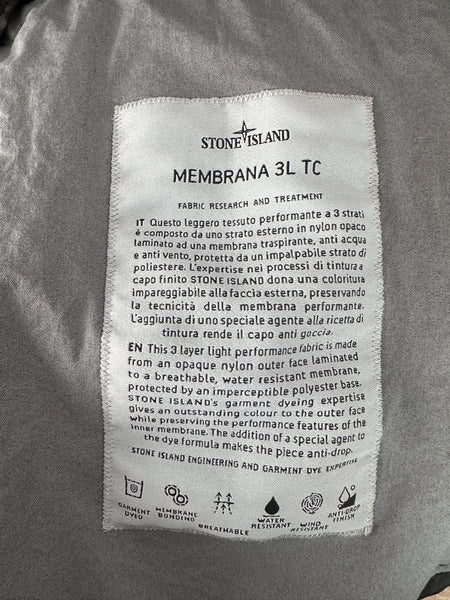 STONE ISLAND
MEMBRANA 3L TC
FABRIC RESEARCH AND TREATMENT
IT Questo leggero tessuto performante a 3 strati
è composto da uno strato esterno in nylon opaco
laminato ad una membrana traspirante, anti acqua
e anti vento, protetta da un impalpabile strato di
poliestere. L'expertise nei processi di tintura a
capo finito STONE ISLAND dona una coloritura
impareggiabile alla faccia esterna, preservando
la tecnicità della membrana performante.
L'aggiunta di uno speciale agente alla ricetta di
tintura rende il capo anti goccia.
EN This 3 layer light performance fabric is made
from an opaque nylon outer face laminated
to a breathable, water resistant membrane,
protected by an imperceptible polyester base.
STONE ISLAND's garment dyeing expertise
gives an outstanding colour to the outer face
while preserving the performance features of the
inner membrane. The addition of a special agent to
the dye formula makes the piece anti-drop.
STONE ISLAND ENGINEERING AND GARMENT DYE EXPERTISE
GARMENT DYED
MEMBRANE BONDING
BREATHABLE
WATER RESISTANT
WIND RESISTANT
ANTI-DROP FINISH